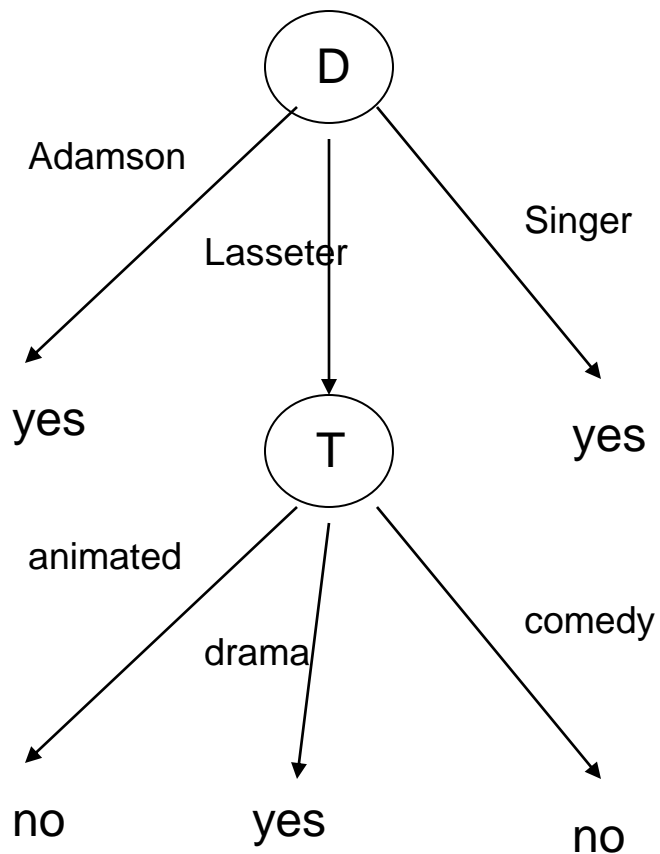 D
Adamson
Singer
Lasseter
yes
yes
T
animated
comedy
drama
no
yes
no